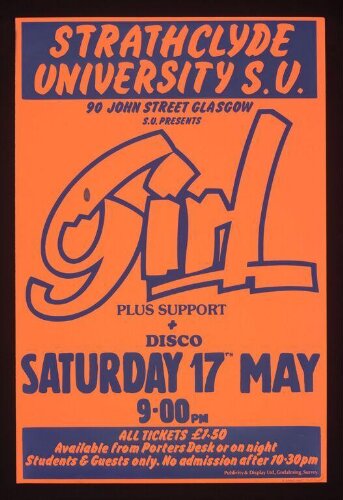 STRATHCLYDE
UNIVERSITY S.U.
90 JOHN STREET GLASGOW
S.U. PRESENTS
Girl
PLUS SUPPORT
+
DISCO
SATURDAY 17TH MAY
9·00PM
ALL TICKETS £1·50
Available from Porters Desk or on night
Students & Guests only. No admission after 10·30pm
Publicity & Display Ltd., Godalming, Surrey